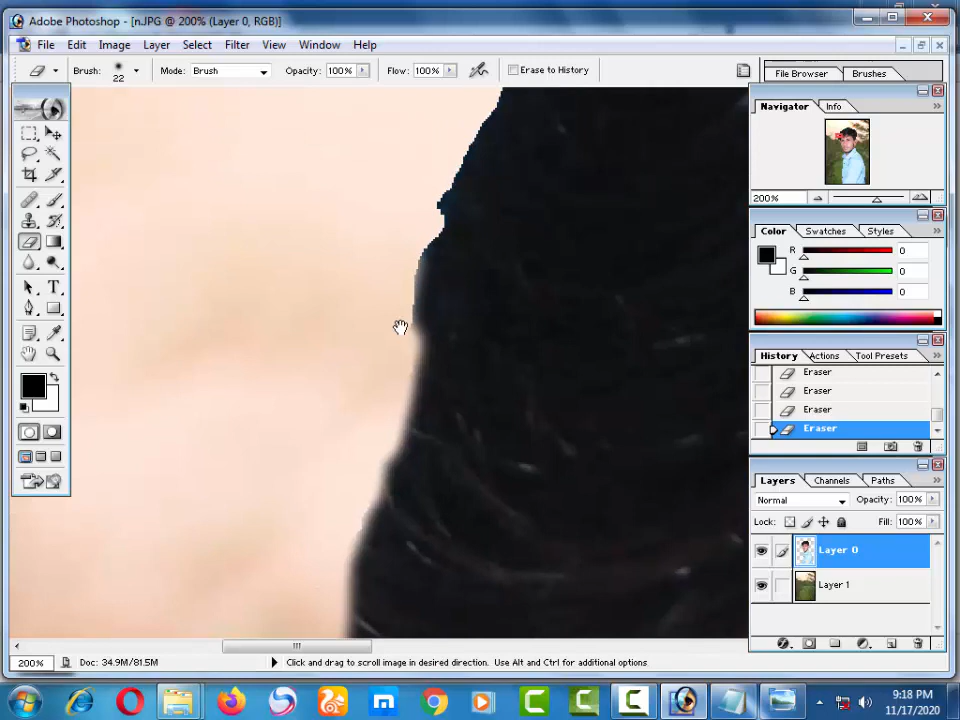 Adobe Photoshop - [nJPG @ 200% (Layer 0, RGB)]
File Edit Image Layer Select Filter View Window Help
Brush: 22 Mode: Brush Opacity: 100% Flow: 100% Erase to History File Browser Brushes
Navigator Info
200%
Color Swatches Styles
R 0
G 0
B 0
History Actions Tool Presets
Eraser
Eraser
Eraser
Eraser
Layers Channels Paths
Normal Opacity: 100%
Lock: Fill: 100%
Layer 0
Layer 1
200% Doc: 34.9M/81.5M Click and drag to scroll image in desired direction. Use Alt and Ctrl for additional options.
9:18 PM
11/17/2020